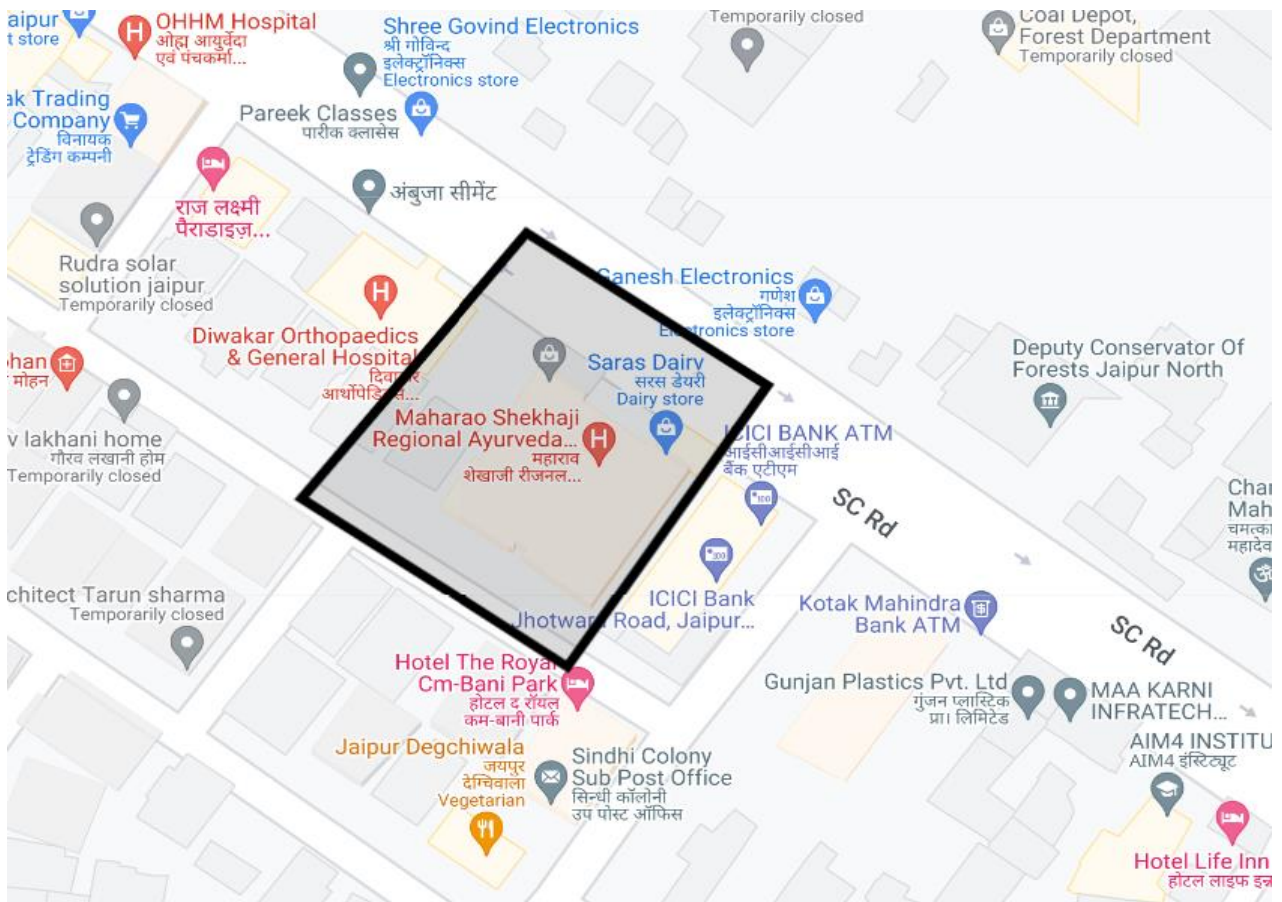 aipur
t store
OHHM Hospital
ओह्म आयुर्वेदा
एवं पंचकर्मा...
Shree Govind Electronics
श्री गोविन्द
इलेक्ट्रॉनिक्स
Electronics store
Temporarily closed
Coal Depot,
Forest Department
Temporarily closed
ak Trading
Company
विनायक
ट्रेडिंग कम्पनी
Pareek Classes
पारीक क्लासेस
राज लक्ष्मी
पैराडाइज़...
अंबुजा सीमेंट
Rudra solar
solution jaipur
Temporarily closed
Ganesh Electronics
गणेश
इलेक्ट्रॉनिक्स
Electronics store
Diwakar Orthopaedics
& General Hospital
दिवाकर
आर्थोपेडिक्स...
Saras Dairy
सरस डेयरी
Dairy store
Deputy Conservator Of
Forests Jaipur North
han
मोहन
v lakhani home
गौरव लखानी होम
Temporarily closed
Maharao Shekhaji
Regional Ayurveda...
महाराव
शेखाजी रीजनल...
ICICI BANK ATM
आईसीआईसीआई
बैंक एटीएम
SC Rd
Char
Mah
चमत्का
महादेव
chitect Tarun sharma
Temporarily closed
ICICI Bank
Jhotwara Road, Jaipur...
Kotak Mahindra
Bank ATM
SC Rd
Hotel The Royal
Cm-Bani Park
होटल द रॉयल
कम-बानी पार्क
Gunjan Plastics Pvt. Ltd
गुंजन प्लास्टिक
प्रा। लिमिटेड
MAA KARNI
INFRATECH...
Jaipur Degchiwala
जयपुर
देग्चिवाला
Vegetarian
Sindhi Colony
Sub Post Office
सिन्धी कॉलोनी
उप पोस्ट ऑफिस
AIM4 INSTITU
AIM4 इंस्टिट्यूट
Hotel Life Inn
होटल लाइफ इन्न